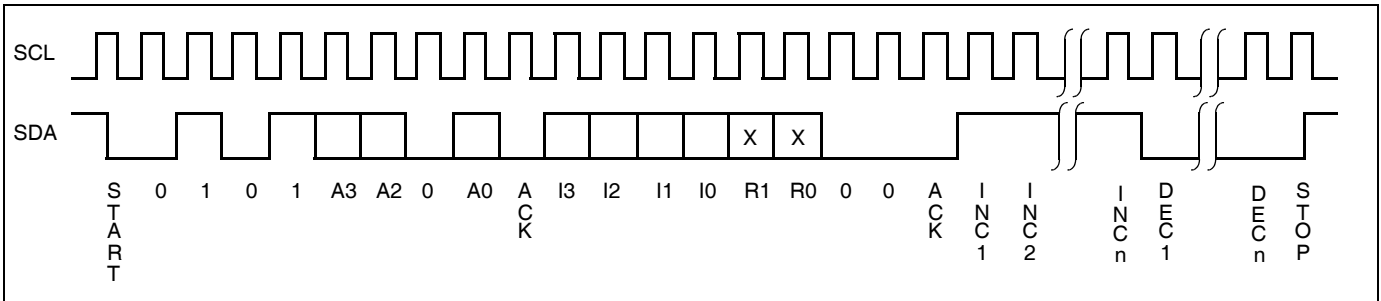 SCL
SDA
X X
START 0 1 0 1 A3 A2 0 A0 ACK I3 I2 I1 I0 R1 R0 0 0 ACK INC1 INC2 INCn DEC1 DECn STOP